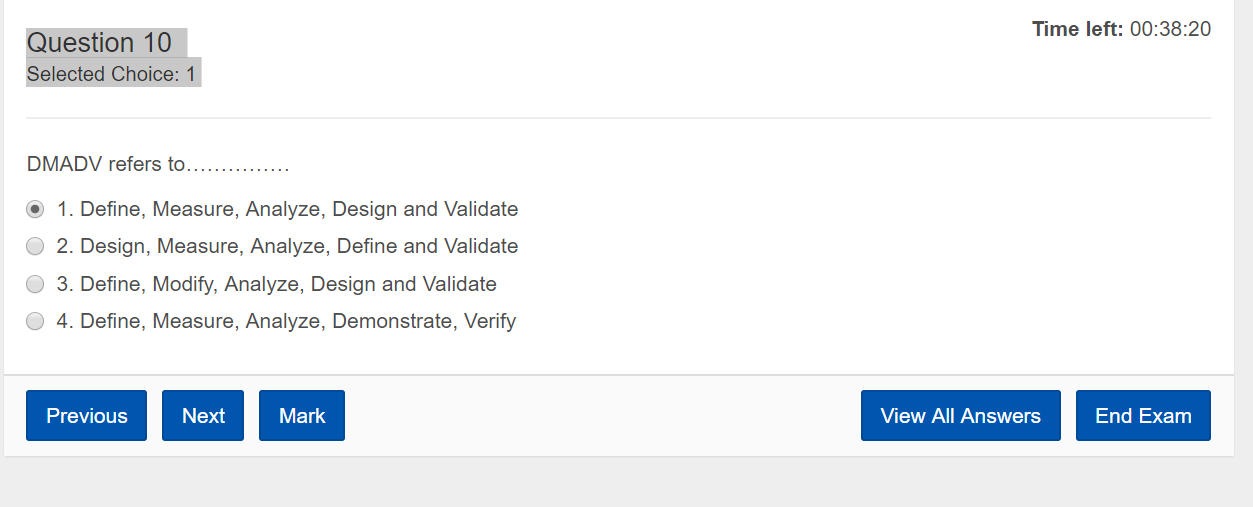 Question 10
Time left: 00:38:20
Selected Choice: 1
DMADV refers to...............
1. Define, Measure, Analyze, Design and Validate
2. Design, Measure, Analyze, Define and Validate
3. Define, Modify, Analyze, Design and Validate
4. Define, Measure, Analyze, Demonstrate, Verify
Previous Next Mark View All Answers End Exam